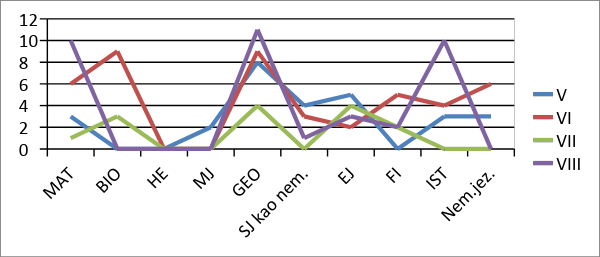 12
10
8
6
4
2
0
MAT
BIO
HE
MJ
GEO
SJ kao nem.
EJ
FI
IST
Nem.jez.
V
VI
VII
VIII